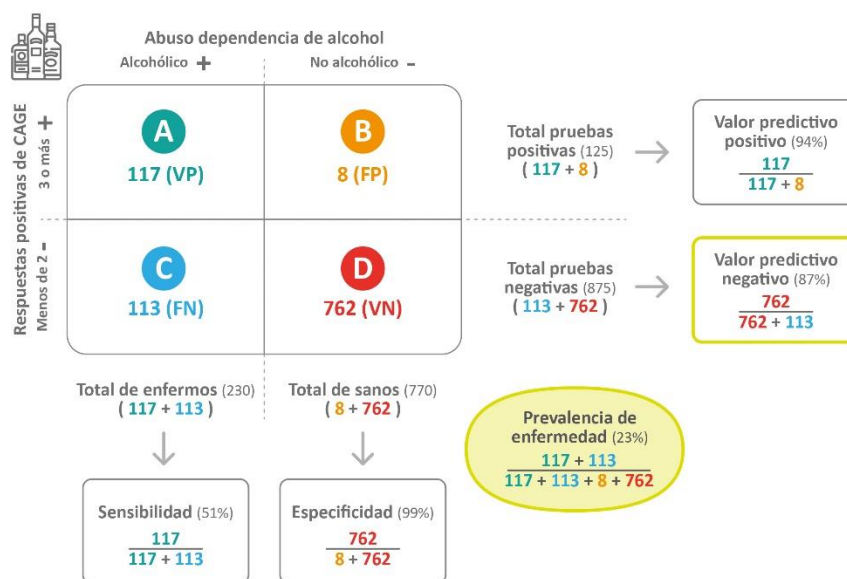 Abuso dependencia de alcohol
Alcohólico +
No alcohólico -
Respuestas positivas de CAGE
3 o más +
Menos de 2 -
A
117 (VP)
B
8 (FP)
C
113 (FN)
D
762 (VN)
Total pruebas
positivas (125)
( 117 + 8 )
Valor predictivo
positivo (94%)
117
117 + 8
Total pruebas
negativas (875)
( 113 + 762 )
Valor predictivo
negativo (87%)
762
762 + 113
Total de enfermos (230)
( 117 + 113 )
Total de sanos (770)
( 8 + 762 )
Prevalencia de
enfermedad (23%)
117 + 113
117 + 113 + 8 + 762
Sensibilidad (51%)
117
117 + 113
Especificidad (99%)
762
8 + 762